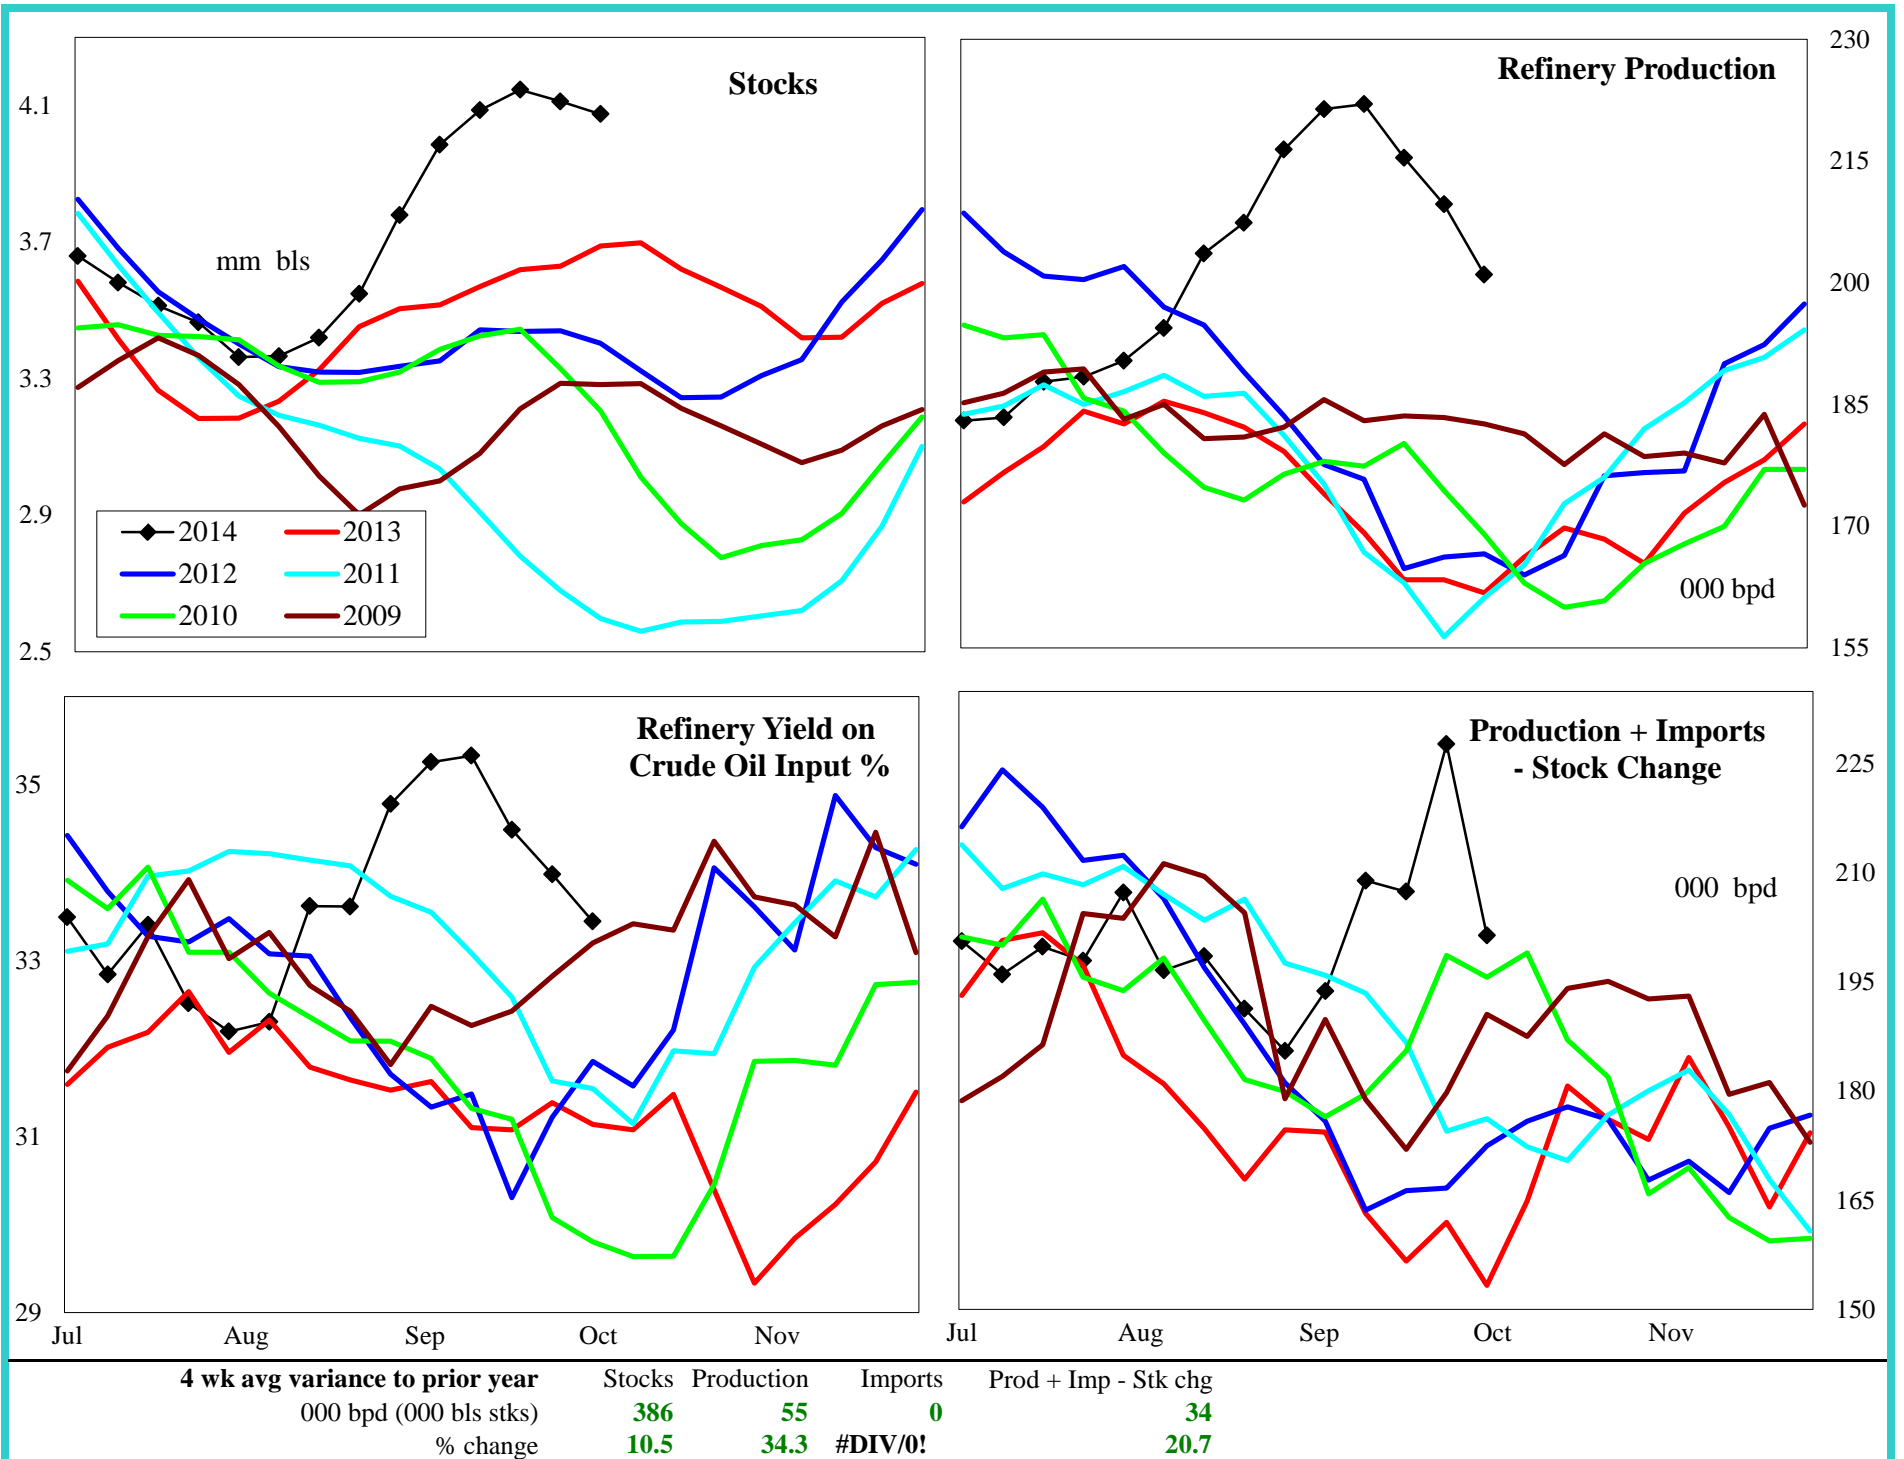 Stocks
4.1
3.7
3.3
2.9
2.5
mm bls
2014 2013
2012 2011
2010 2009
Refinery Production
230
215
200
185
170
155
000 bpd
Refinery Yield on
Crude Oil Input %
35
33
31
29
Jul Aug Sep Oct Nov
Production + Imports
- Stock Change
225
210
195
180
165
150
000 bpd
Jul Aug Sep Oct Nov
4 wk avg variance to prior year Stocks Production Imports Prod + Imp - Stk chg
000 bpd (000 bls stks) 386 55 0 34
% change 10.5 34.3 #DIV/0! 20.7